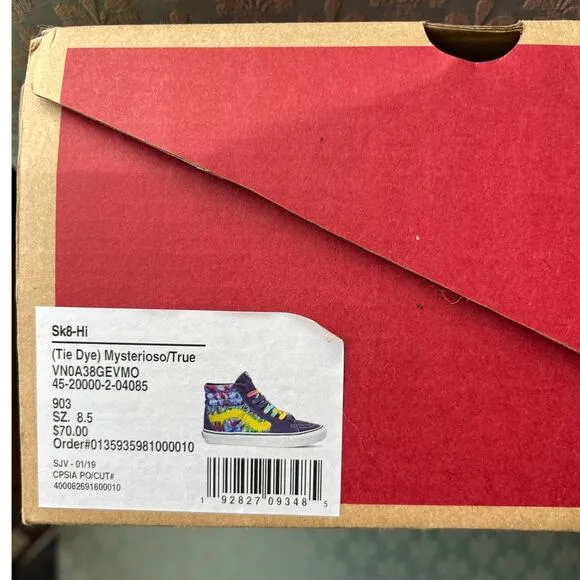 Sk8-Hi
(Tie Dye) Mysterioso/True
VN0A38GEVMO
45-20000-2-04085
903
SZ. 8.5
$70.00
Order#0135935981000010
SJV - 01/19
CPSIA PO/CUT#
400082691800010
1 92827 09348 5